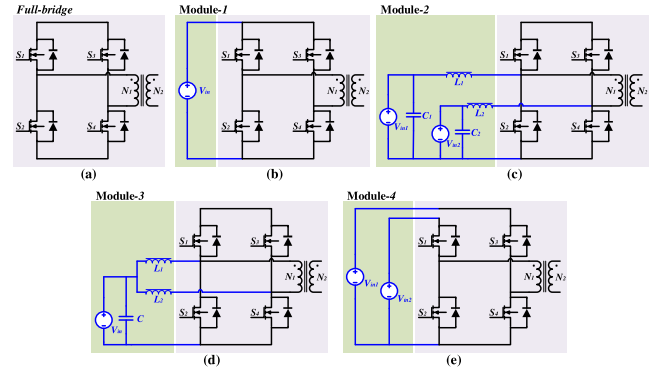 Full-bridge
S1
S3
N1
N2
S2
S4
(a)
Module-1
Vin
S1
S3
N1
N2
S2
S4
(b)
Module-2
S1
S3
L1
N1
N2
L2
C1
Vin1
C2
Vin2
S2
S4
(c)
Module-3
S1
S3
L1
N1
N2
L2
Vin
C
S2
S4
(d)
Module-4
S1
S3
Vin1
Vin2
N1
N2
S2
S4
(e)